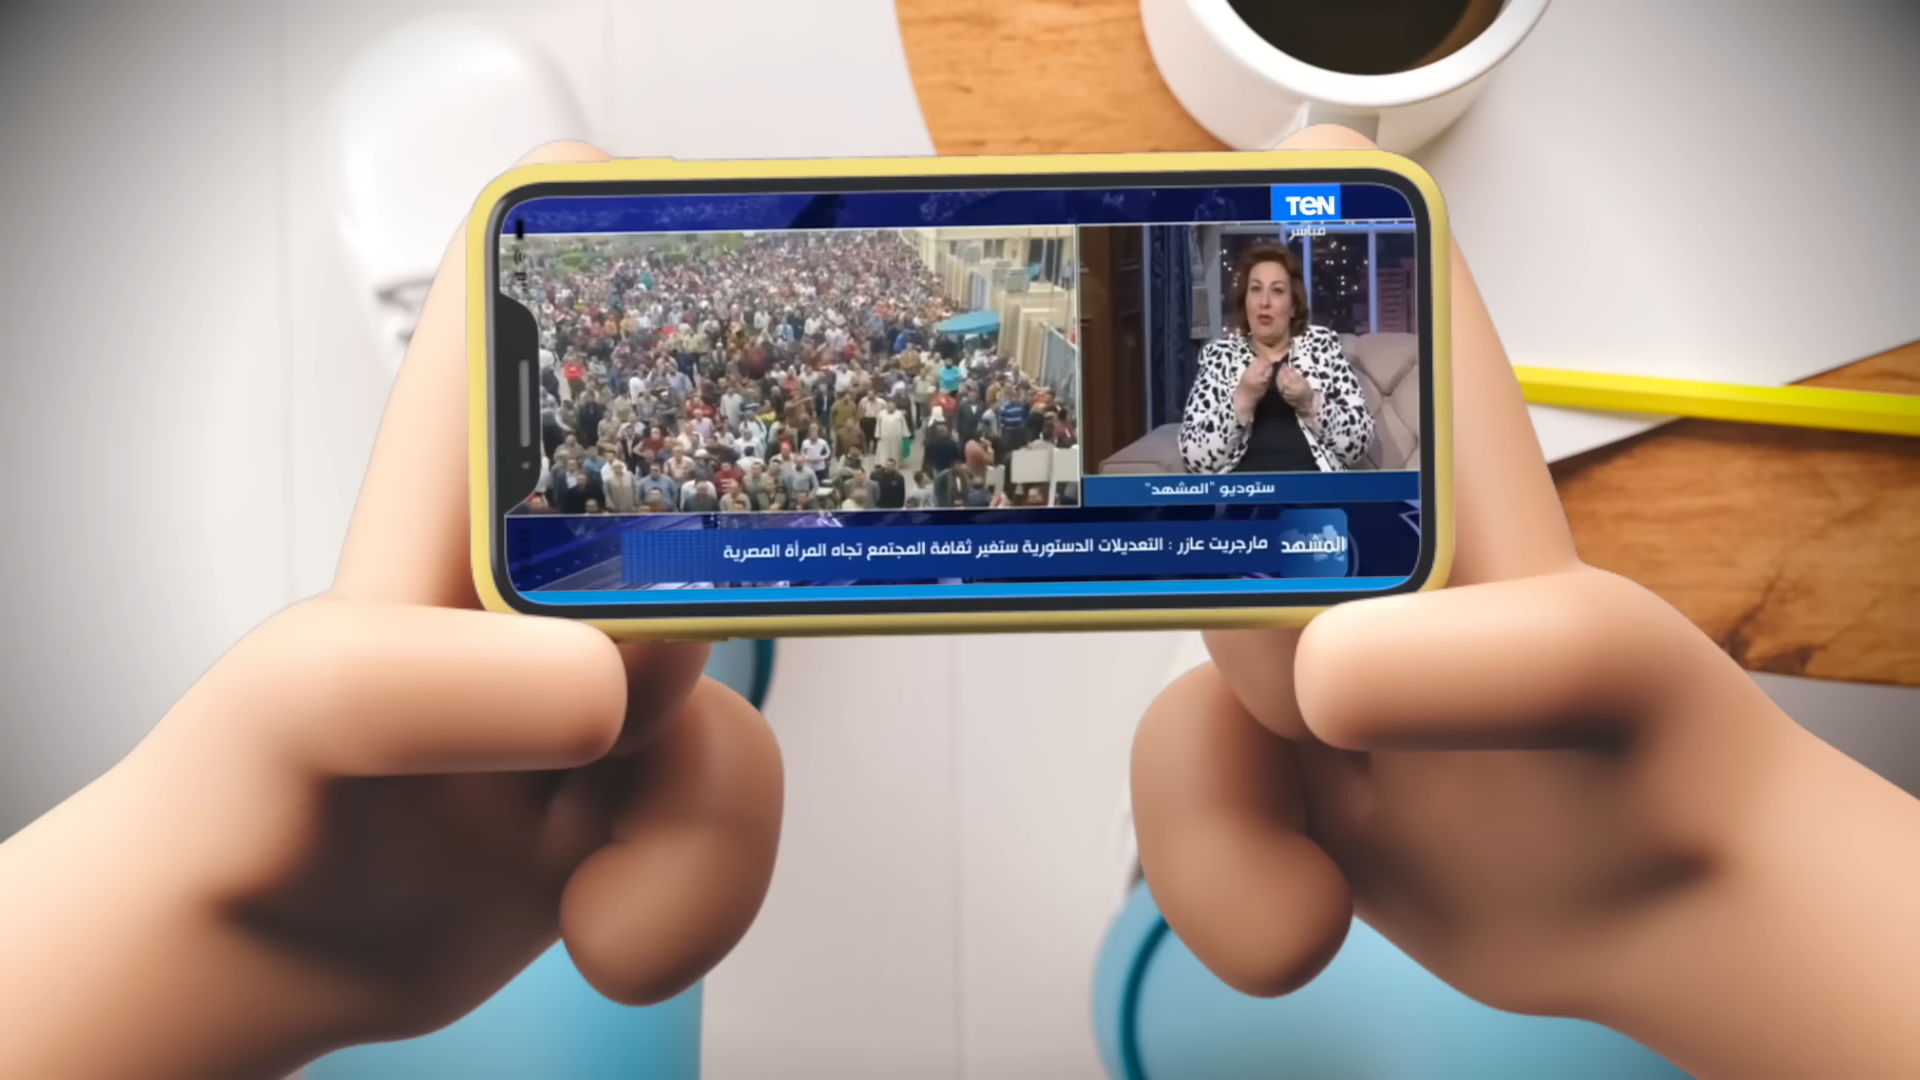 TeN
مباشر
ستوديو "المشهد"
المشهد
مارجريت عازر : التعديلات الدستورية ستغير ثقافة المجتمع تجاه المرأة المصرية